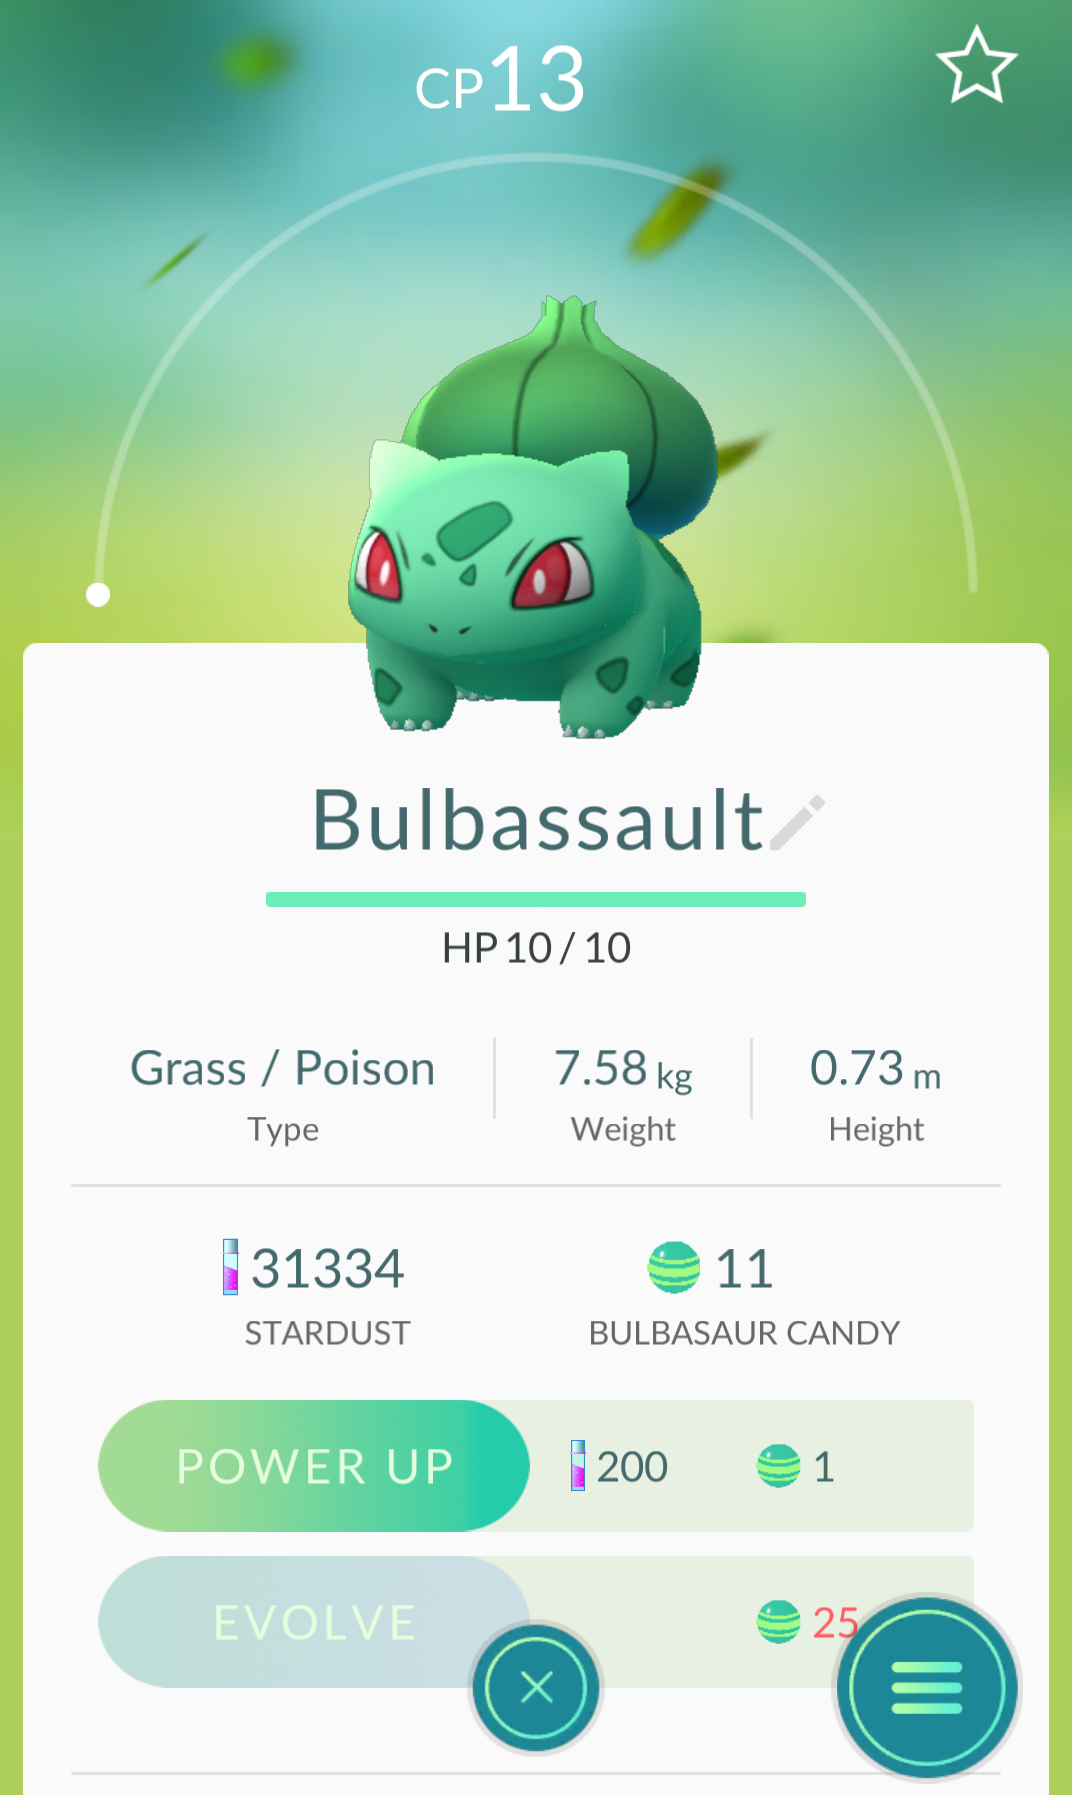 CP13
Bulbassault
HP 10 / 10
Grass / Poison
Type
7.58 kg
Weight
0.73 m
Height
31334
STARDUST
11
BULBASAUR CANDY
POWER UP
200
1
EVOLVE
25